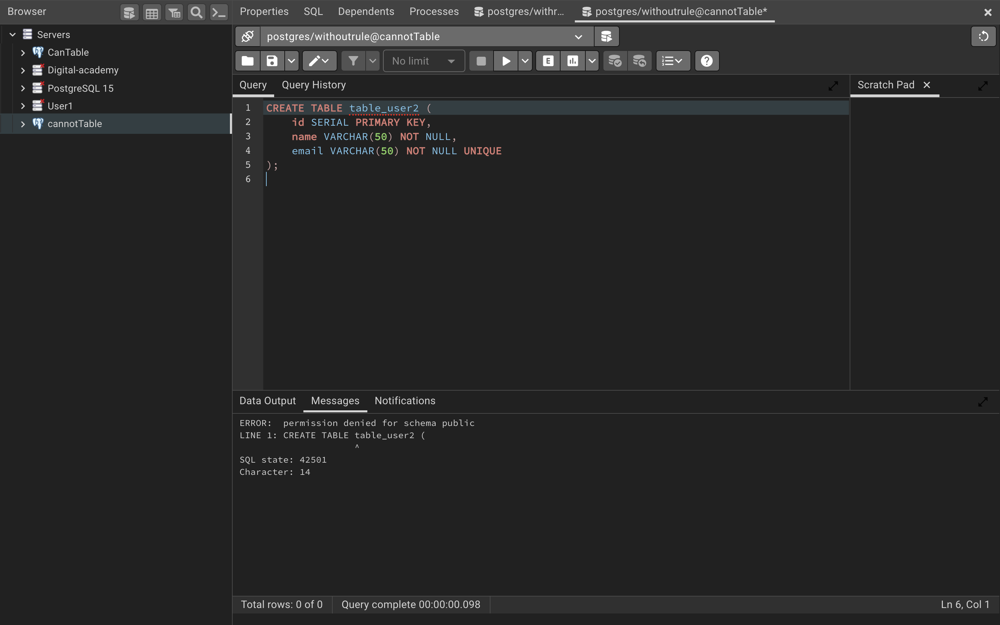 Browser
Properties SQL Dependents Processes postgres/withr... postgres/withoutrule@cannotTable*
Servers
CanTable
Digital-academy
PostgreSQL 15
User1
cannotTable
postgres/withoutrule@cannotTable
No limit E
Query Query History
Scratch Pad
1 CREATE TABLE table_user2 (
2 id SERIAL PRIMARY KEY,
3 name VARCHAR(50) NOT NULL,
4 email VARCHAR(50) NOT NULL UNIQUE
5 );
6
Data Output Messages Notifications
ERROR:  permission denied for schema public
LINE 1: CREATE TABLE table_user2 (
^
SQL state: 42501
Character: 14
Total rows: 0 of 0 Query complete 00:00:00.098 Ln 6, Col 1